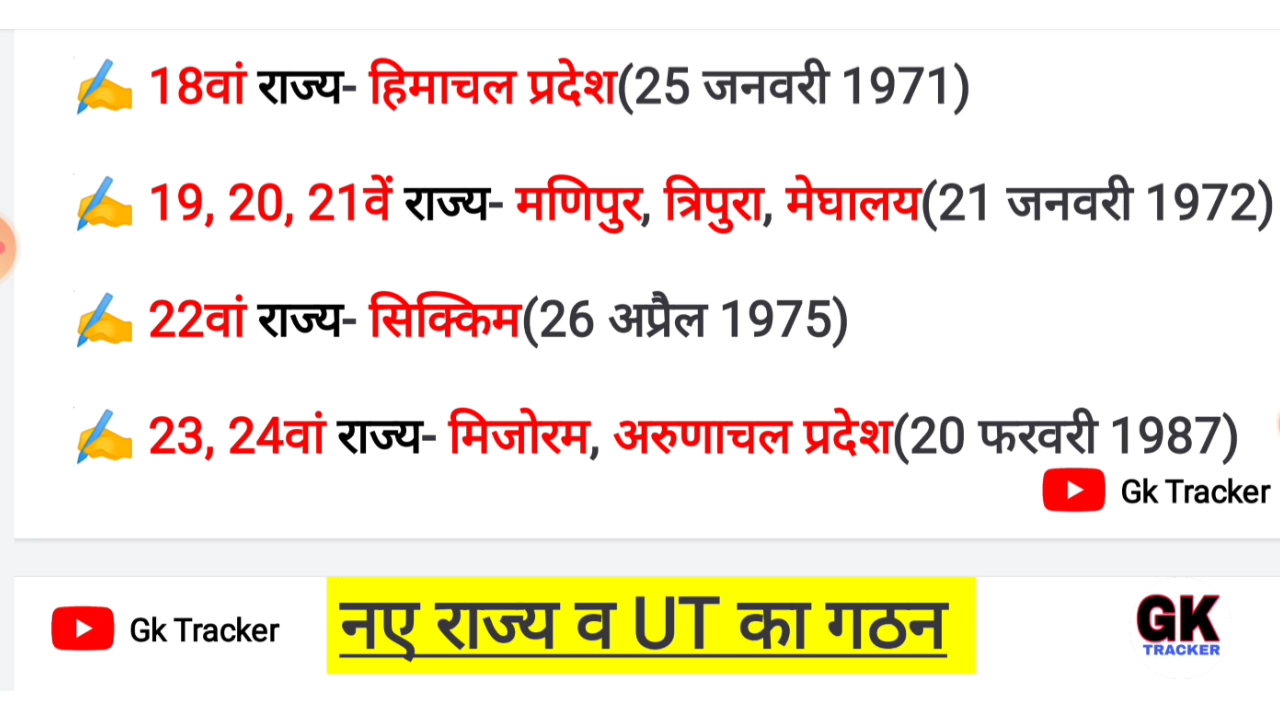 18वां राज्य- हिमाचल प्रदेश(25 जनवरी 1971)
19, 20, 21वें राज्य- मणिपुर, त्रिपुरा, मेघालय(21 जनवरी 1972)
22वां राज्य- सिक्किम(26 अप्रैल 1975)
23, 24वां राज्य- मिजोरम, अरुणाचल प्रदेश(20 फरवरी 1987)
Gk Tracker
Gk Tracker
नए राज्य व UT का गठन
GK
TRACKER